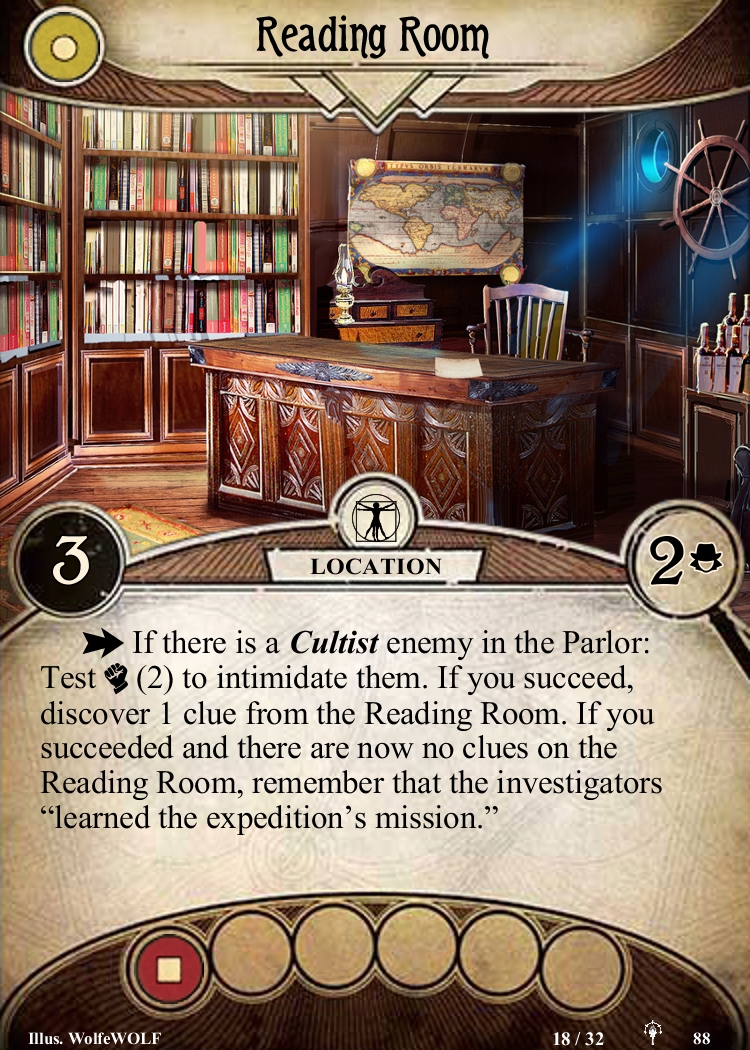 Reading Room
3
LOCATION
2
If there is a Cultist enemy in the Parlor:
Test (2) to intimidate them. If you succeed,
discover 1 clue from the Reading Room. If you
succeeded and there are now no clues on the
Reading Room, remember that the investigators
“learned the expedition’s mission.”
Illus. WolfeWOLF
18 / 32
88